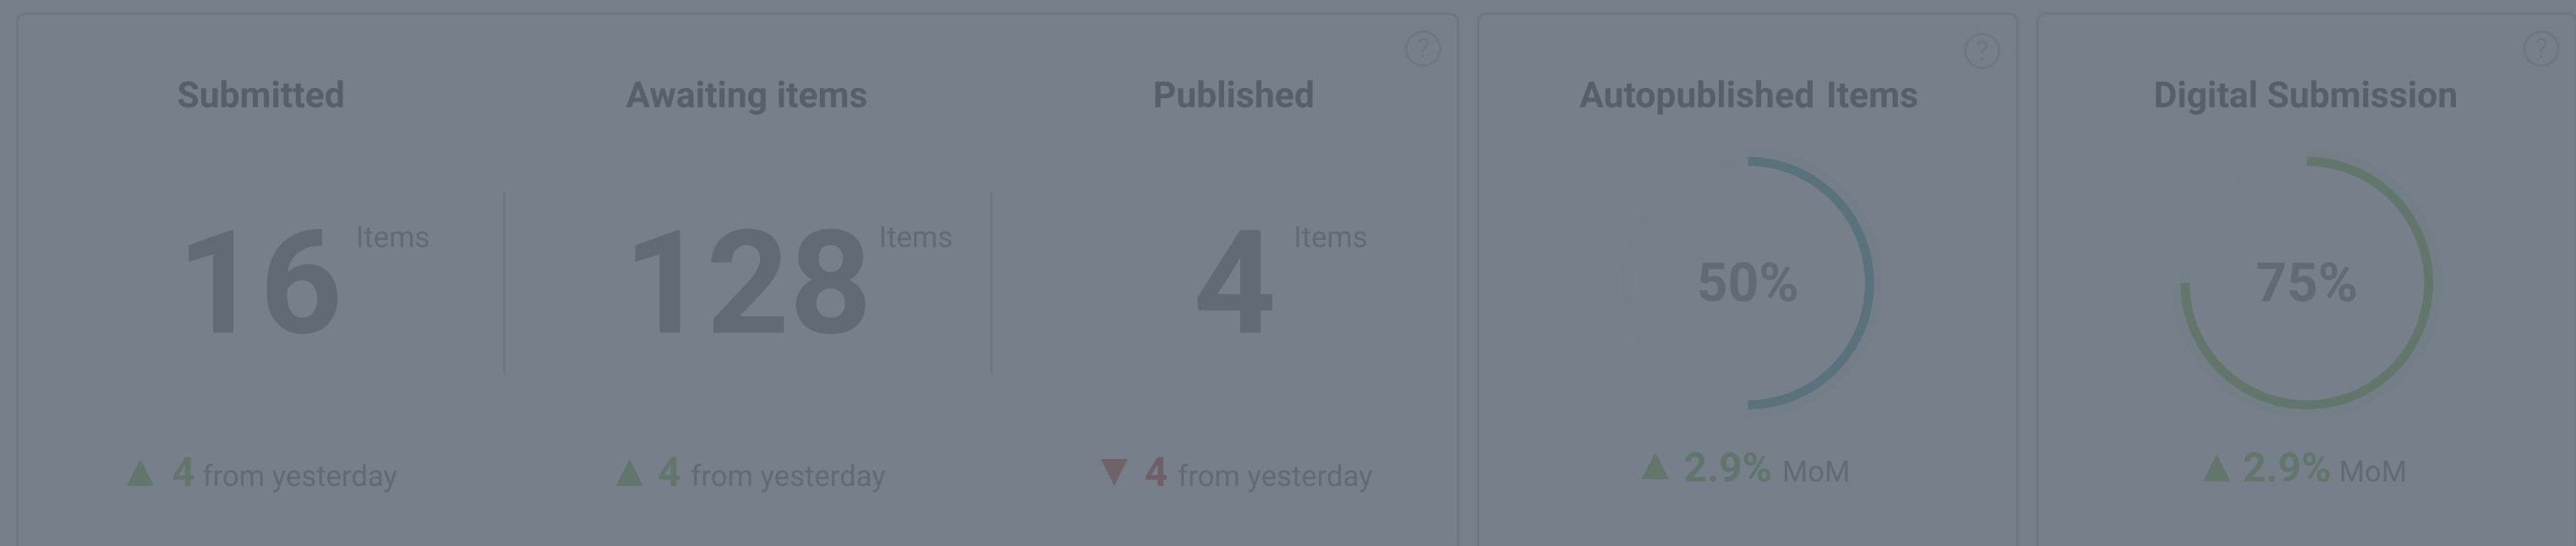 ?
?
?
Submitted
Awaiting items
Published
Autopublished Items
Digital Submission
16 Items
128 Items
4 Items
50%
75%
▲ 4 from yesterday
▲ 4 from yesterday
▼ 4 from yesterday
▲ 2.9% MoM
▲ 2.9% MoM